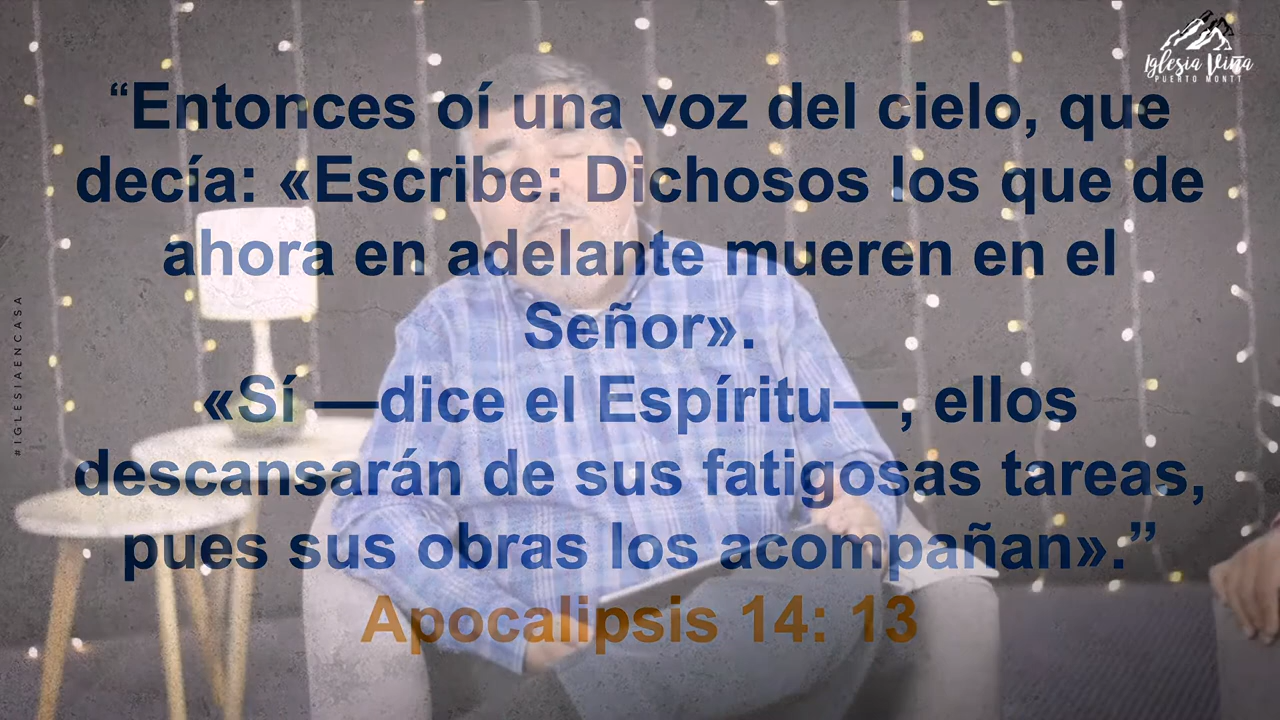 Iglesia Viña
PUERTO MONTT
“Entonces oí una voz del cielo, que
decía: «Escribe: Dichosos los que de
ahora en adelante mueren en el
Señor».
«Sí —dice el Espíritu—, ellos
descansarán de sus fatigosas tareas,
pues sus obras los acompañan».”
Apocalipsis 14: 13
#IGLESIAENCASA